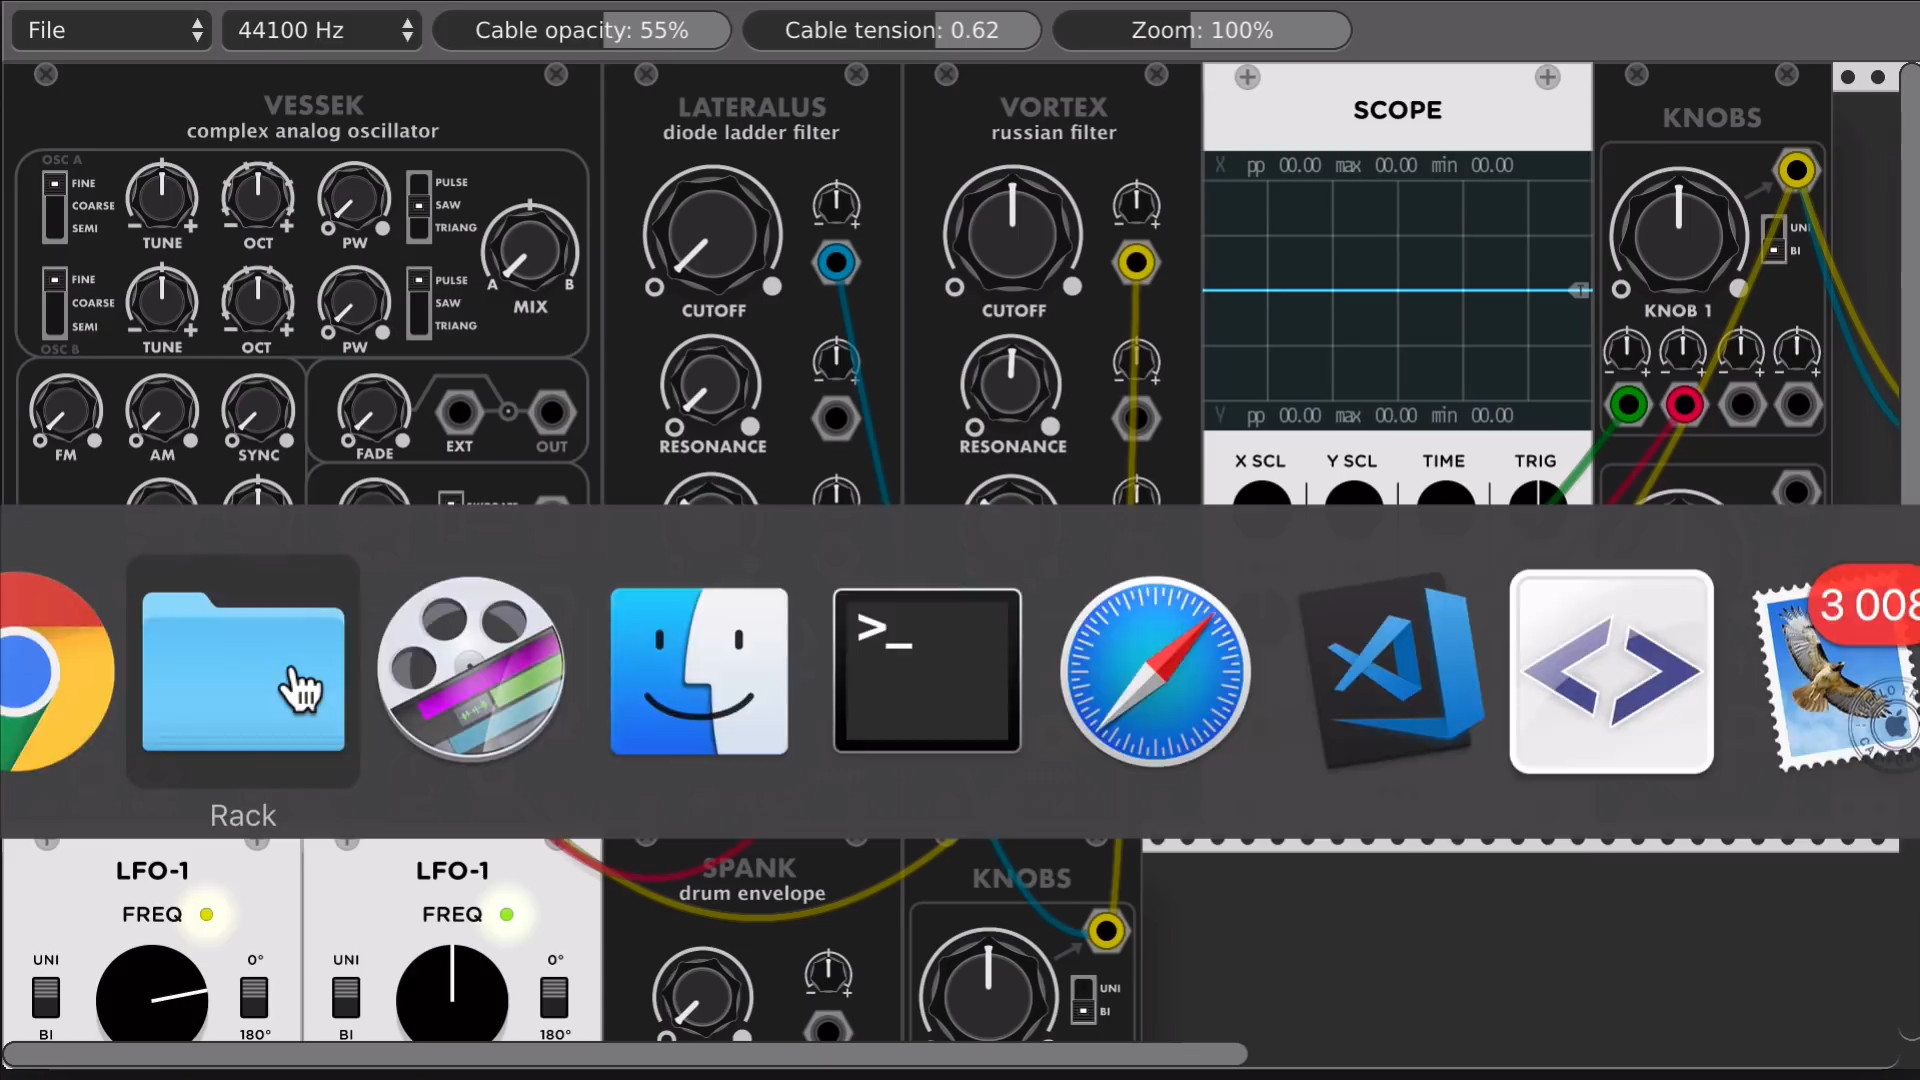 File
44100 Hz
Cable opacity: 55%
Cable tension: 0.62
Zoom: 100%
VESSEK
complex analog oscillator
OSC A
FINE
COARSE
SEMI
TUNE
OCT
PW
PULSE
SAW
TRIANG
A
B
MIX
FINE
COARSE
SEMI
OSC B
TUNE
OCT
PW
PULSE
SAW
TRIANG
FM
AM
SYNC
FADE
EXT
OUT
LATERALUS
diode ladder filter
CUTOFF
RESONANCE
VORTEX
russian filter
CUTOFF
RESONANCE
SCOPE
X pp 00.00 max 00.00 min 00.00
T
Y pp 00.00 max 00.00 min 00.00
X SCL
Y SCL
TIME
TRIG
KNOBS
UNI
BI
KNOB 1
>_
3 008
Rack
LFO-1
FREQ
UNI
0°
BI
180°
LFO-1
FREQ
UNI
0°
BI
180°
SPANK
drum envelope
KNOBS
UNI
BI